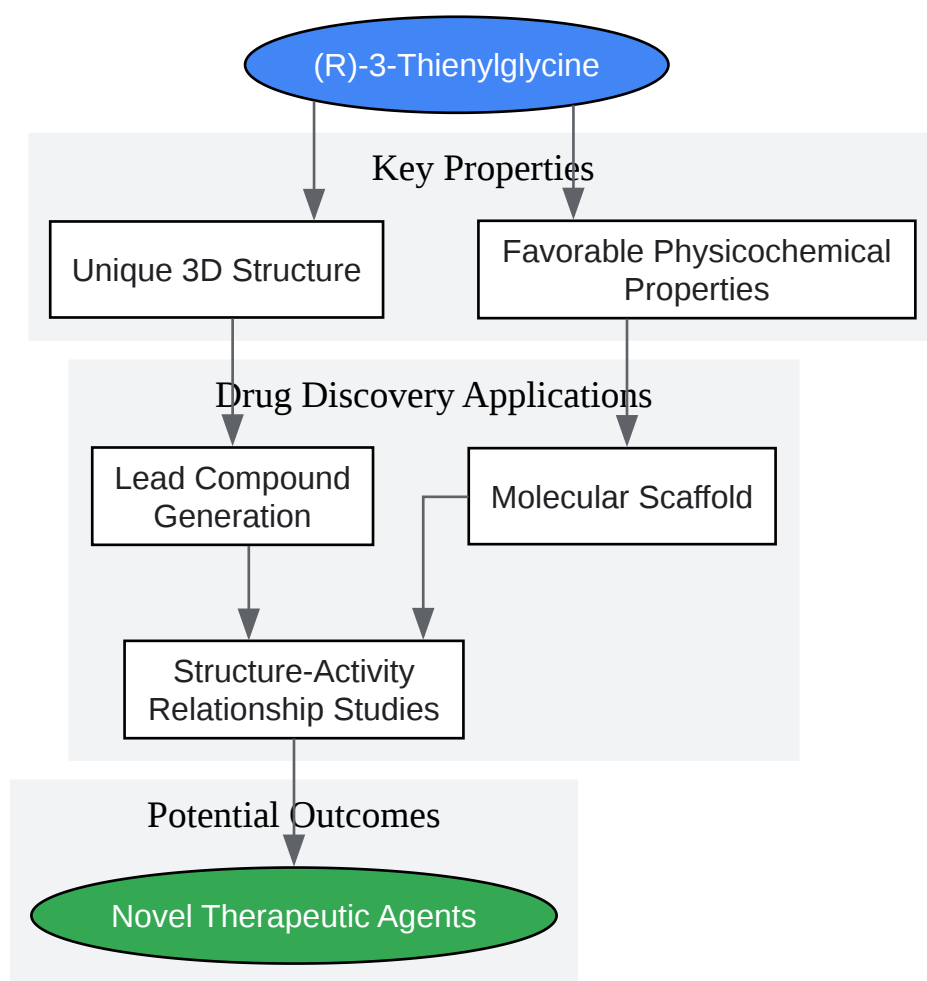 (R)-3-Thienylglycine
Key Properties
Unique 3D Structure
Favorable Physicochemical
Properties
Drug Discovery Applications
Lead Compound
Generation
Molecular Scaffold
Structure-Activity
Relationship Studies
Potential Outcomes
Novel Therapeutic Agents